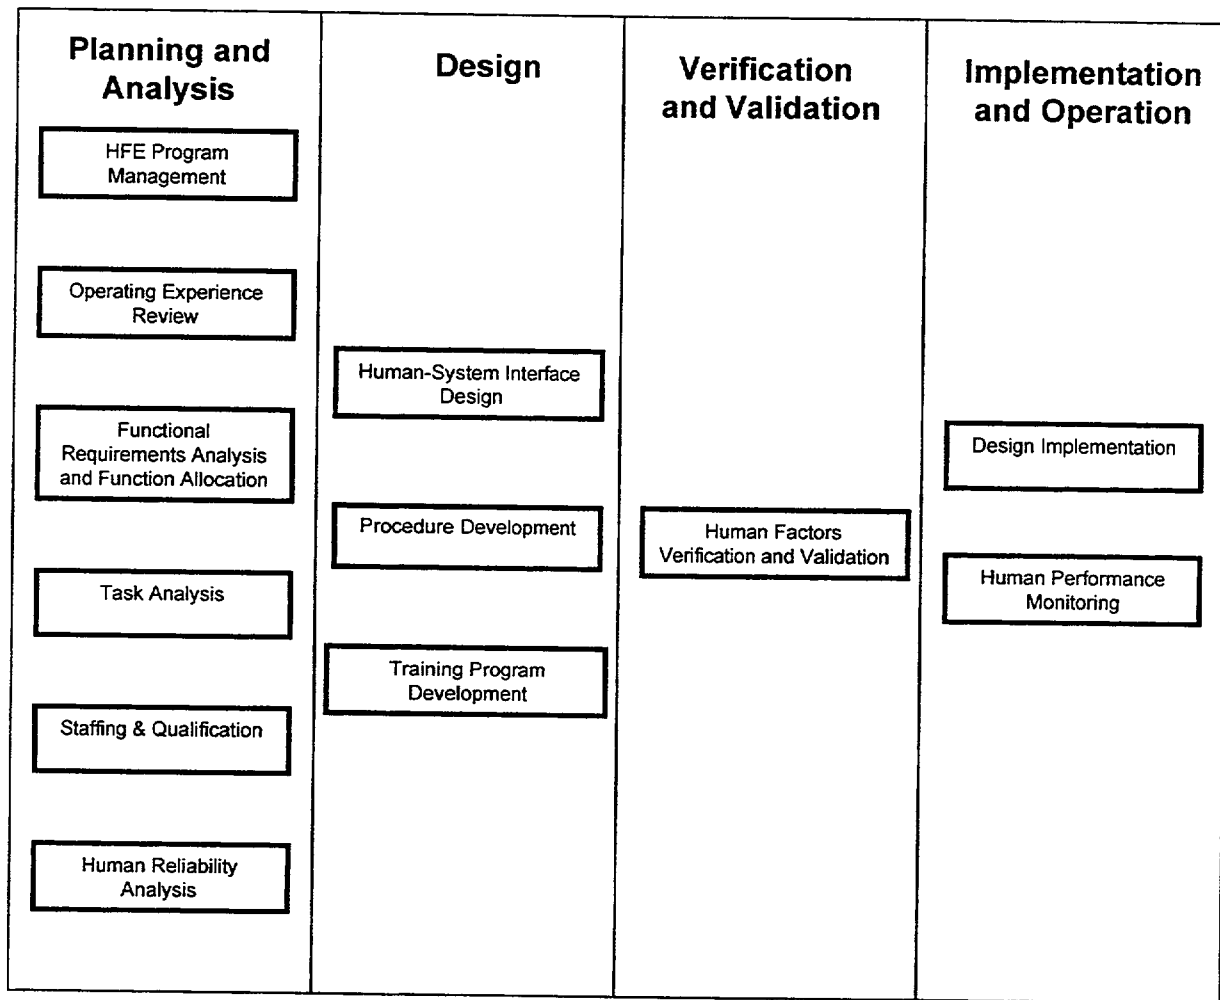 Planning and
Analysis
HFE Program
Management
Operating Experience
Review
Functional
Requirements Analysis
and Function Allocation
Task Analysis
Staffing & Qualification
Human Reliability
Analysis
Design
Human-System Interface
Design
Procedure Development
Training Program
Development
Verification
and Validation
Human Factors
Verification and Validation
Implementation
and Operation
Design Implementation
Human Performance
Monitoring